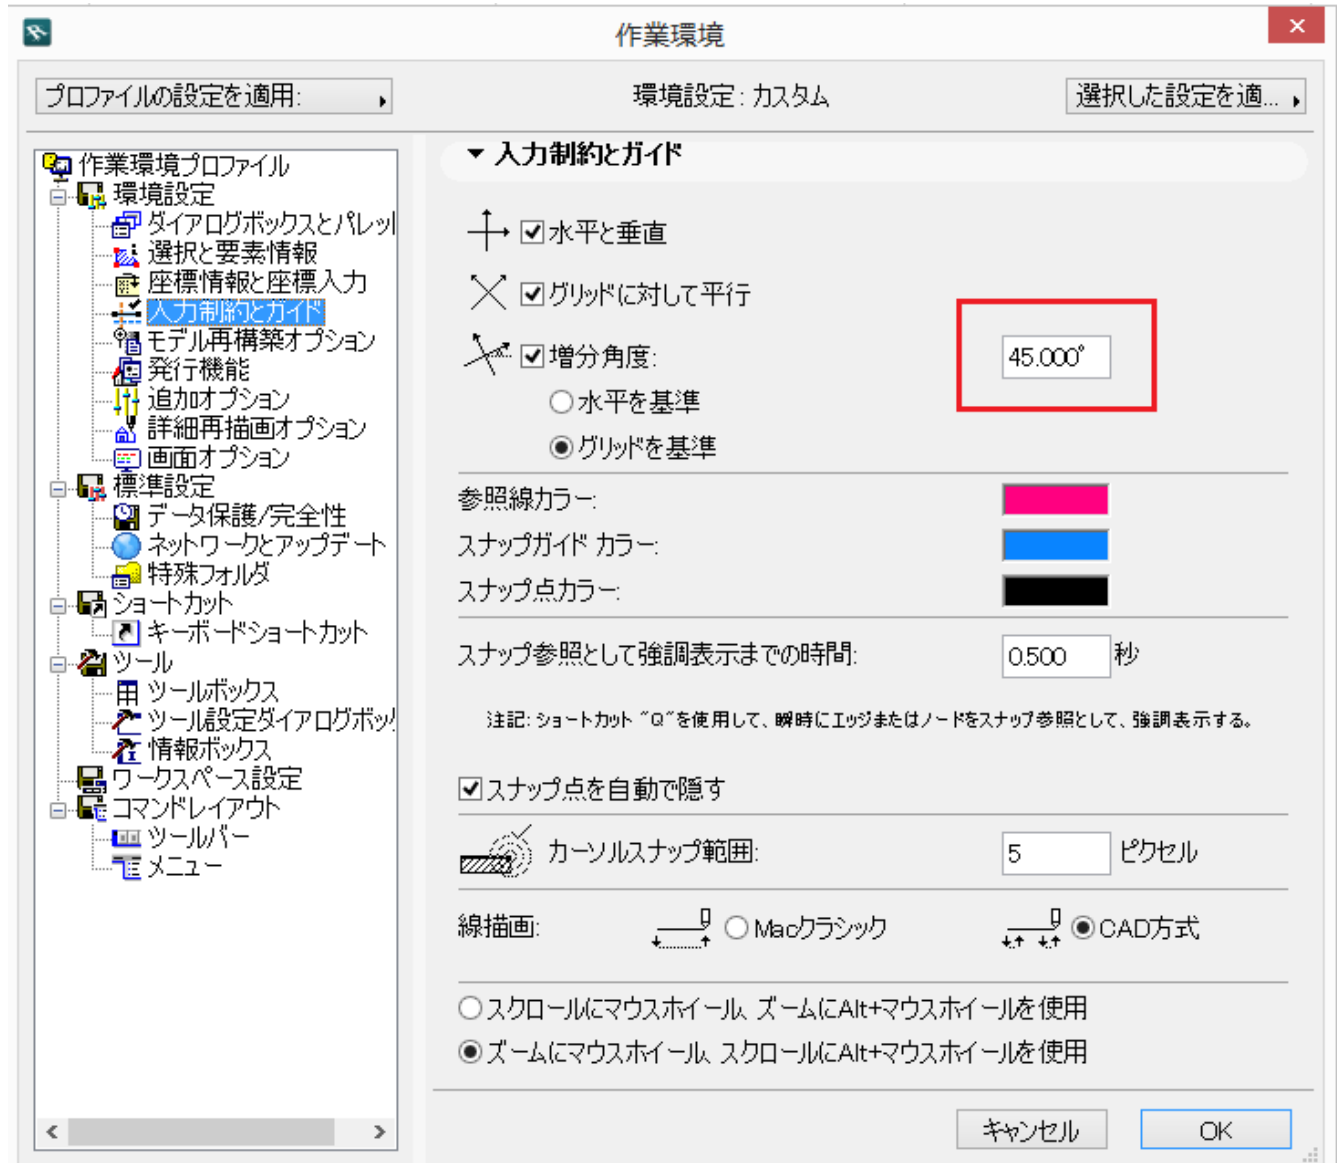 作業環境
プロファイルの設定を適用:
環境設定 : カスタム
選択した設定を適...
作業環境プロファイル
環境設定
ダイアログボックスとパレッ
選択と要素情報
座標情報と座標入力
入力制約とガイド
モデル再構築オプション
発行機能
追加オプション
詳細再描画オプション
画面オプション
標準設定
データ保護/完全性
ネットワークとアップデート
特殊フォルダ
ショートカット
キーボードショートカット
ツール
ツールボックス
ツール設定ダイアログボッ
情報ボックス
ワークスペース設定
コマンドレイアウト
ツールバー
メニュー
入力制約とガイド
水平と垂直
グリッドに対して平行
増分角度:
45.000°
水平を基準
グリッドを基準
参照線カラー:
スナップガイド カラー:
スナップ点カラー:
スナップ参照として強調表示までの時間:
0.500 秒
注記: ショートカット "Q"を使用して、瞬時にエッジまたはノードをスナップ参照として、強調表示する。
スナップ点を自動で隠す
カーソルスナップ範囲:
5 ピクセル
線描画:
Macクラシック
CAD方式
スクロールにマウスホイール、ズームにAlt+マウスホイールを使用
ズームにマウスホイール、スクロールにAlt+マウスホイールを使用
キャンセル
OK